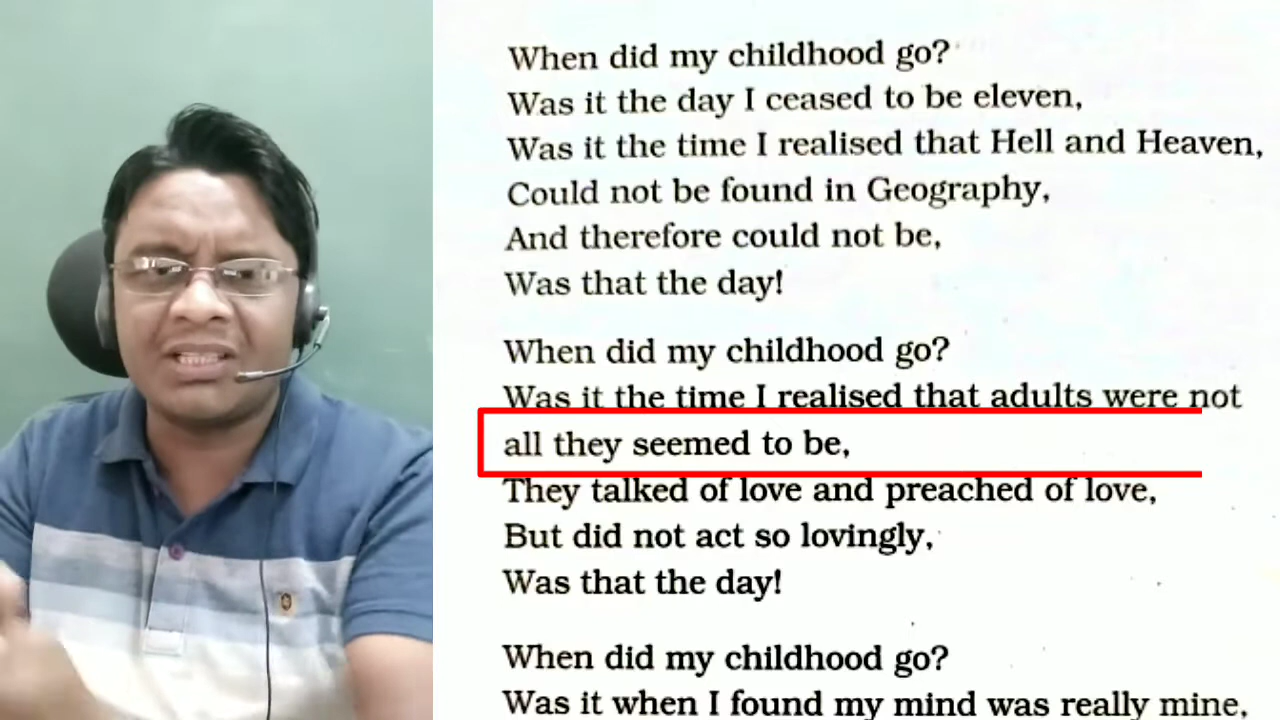 When did my childhood go?
Was it the day I ceased to be eleven,
Was it the time I realised that Hell and Heaven,
Could not be found in Geography,
And therefore could not be,
Was that the day!
When did my childhood go?
Was it the time I realised that adults were not
all they seemed to be,
They talked of love and preached of love,
But did not act so lovingly,
Was that the day!
When did my childhood go?
Was it when I found my mind was really mine,